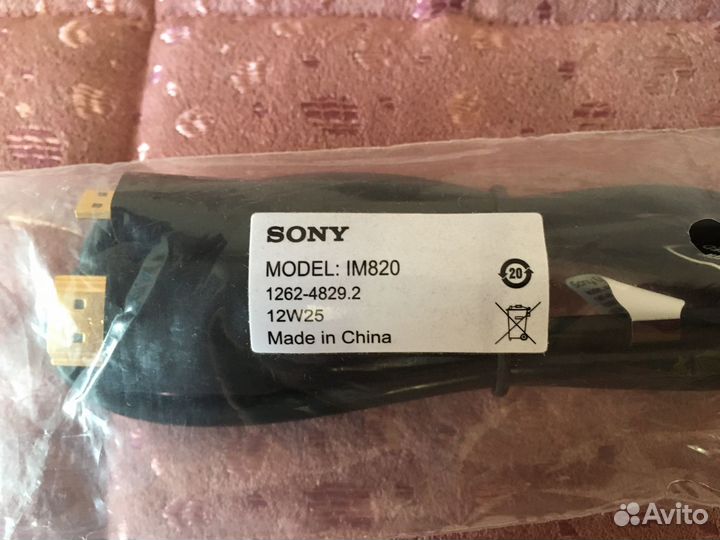 SONY
MODEL: IM820
1262-4829.2
12W25
Made in China
20
Avito